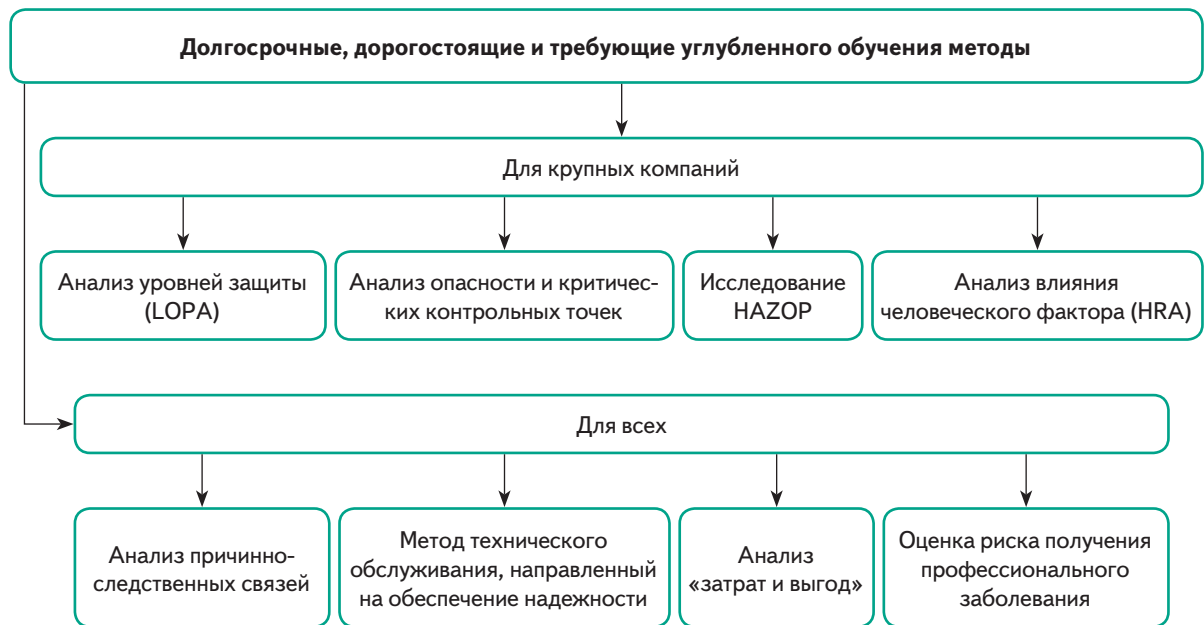 Долгосрочные, дорогостоящие и требующие углубленного обучения методы
Для крупных компаний
Анализ уровней защиты
(LOPA)
Анализ опасности и критичес-
ких контрольных точек
Исследование
HAZOP
Анализ влияния
человеческого фактора (HRA)
Для всех
Анализ причинно-
следственных связей
Метод технического
обслуживания, направленный
на обеспечение надежности
Анализ
«затрат и выгод»
Оценка риска получения
профессионального
заболевания